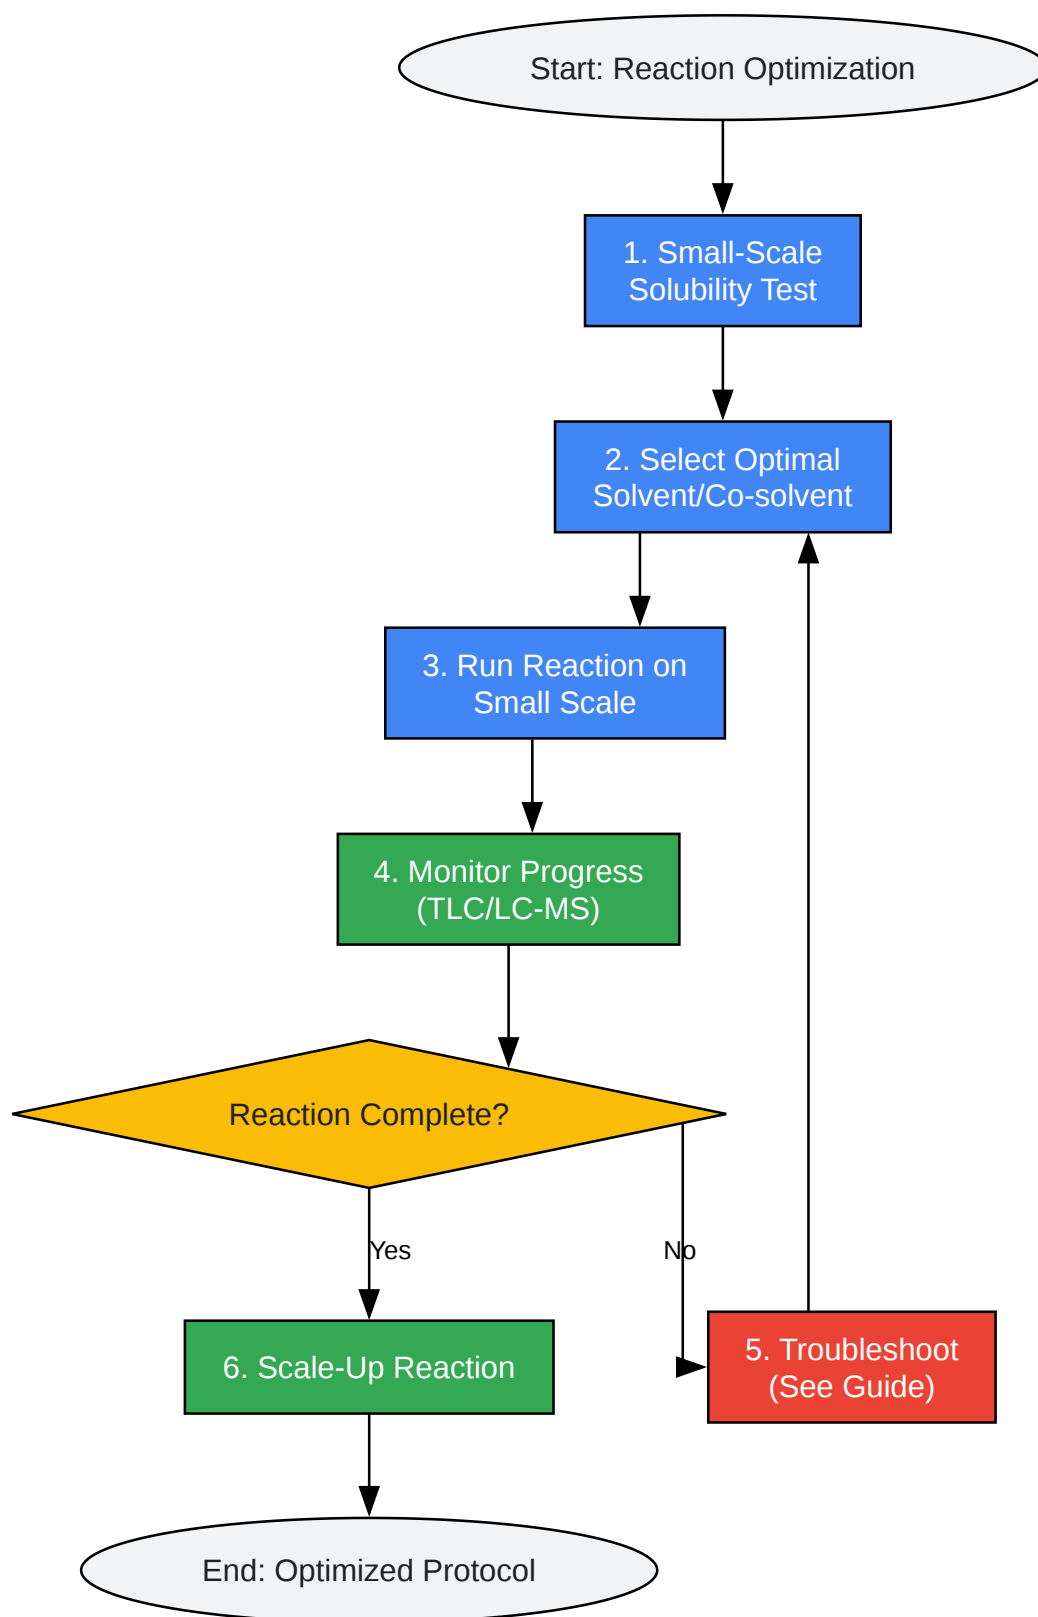 Start: Reaction Optimization
1. Small-Scale
Solubility Test
2. Select Optimal
Solvent/Co-solvent
3. Run Reaction on
Small Scale
4. Monitor Progress
(TLC/LC-MS)
Reaction Complete?
Yes
No
5. Troubleshoot
(See Guide)
6. Scale-Up Reaction
End: Optimized Protocol